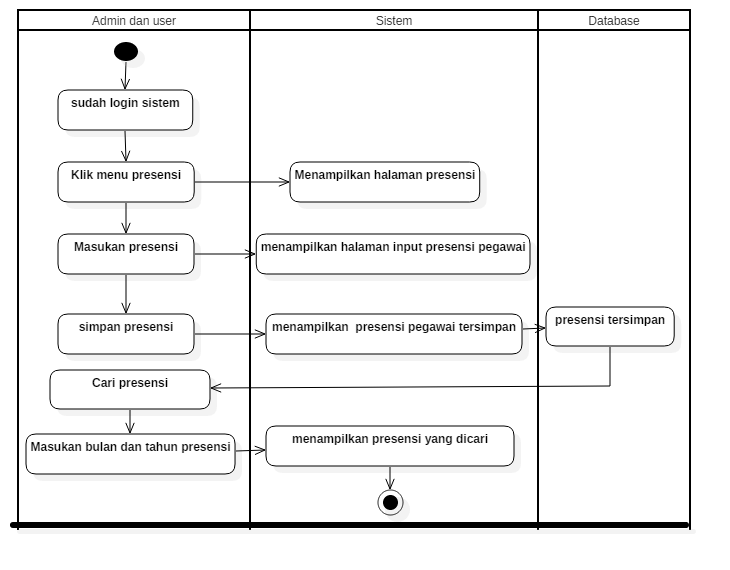 Admin dan user
Sistem
Database
sudah login sistem
Klik menu presensi
Menampilkan halaman presensi
Masukan presensi
menampilkan halaman input presensi pegawai
simpan presensi
menampilkan  presensi pegawai tersimpan
presensi tersimpan
Cari presensi
Masukan bulan dan tahun presensi
menampilkan presensi yang dicari